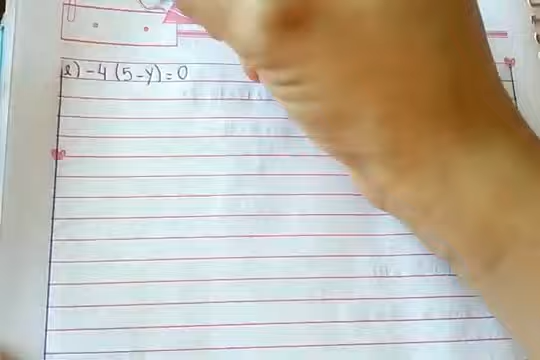 e) -4 (5-y) = 0